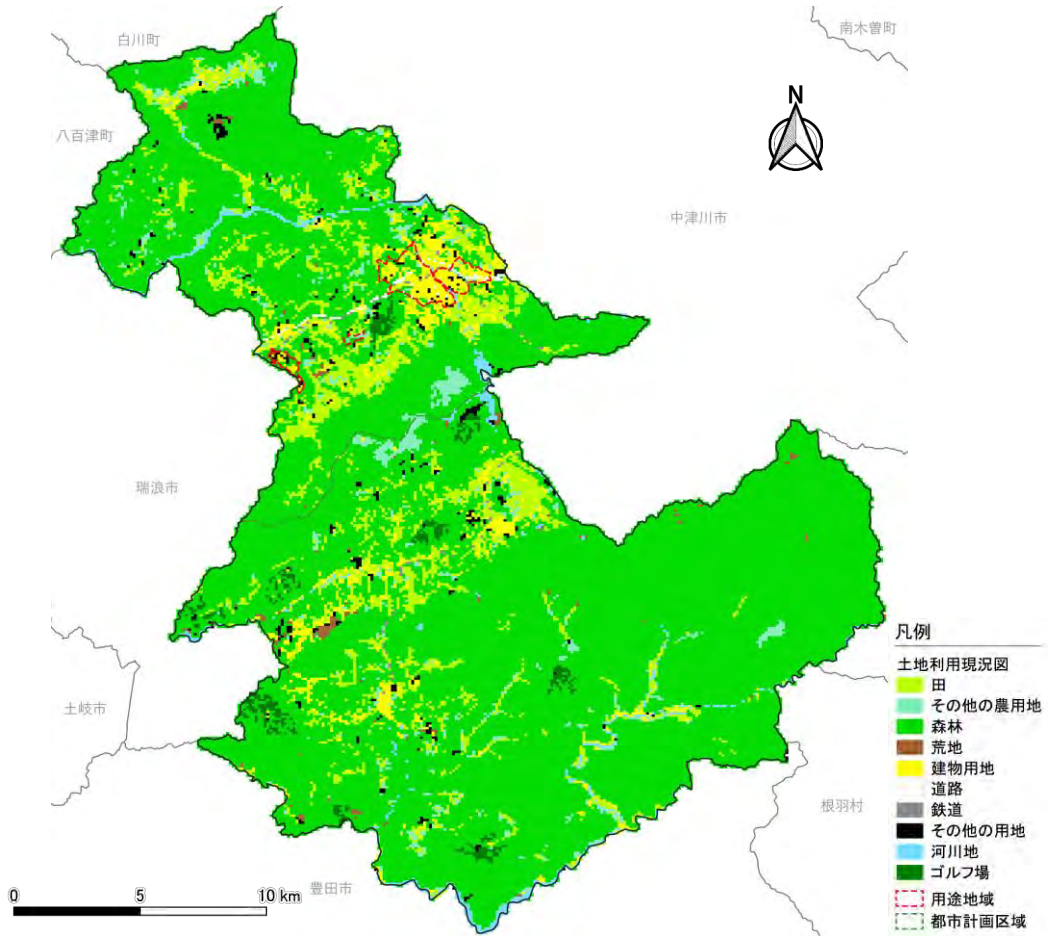 白川町
南木曽町
N
八百津町
中津川市
瑞浪市
凡例
土地利用現況図
田
その他の農用地
森林
荒地
建物用地
道路
鉄道
その他の用地
河川地
ゴルフ場
用途地域
都市計画区域
土岐市
根羽村
豊田市
0 5 10 km